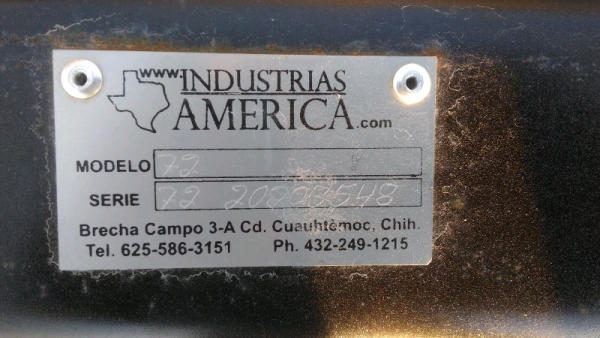 www.INDUSTRIAS
AMERICA.com
MODELO 72
SERIE 72
Brecha Campo 3-A Cd. Cuauhtémoc, Chih.
Tel. 625-586-3151 Ph. 432-249-1215